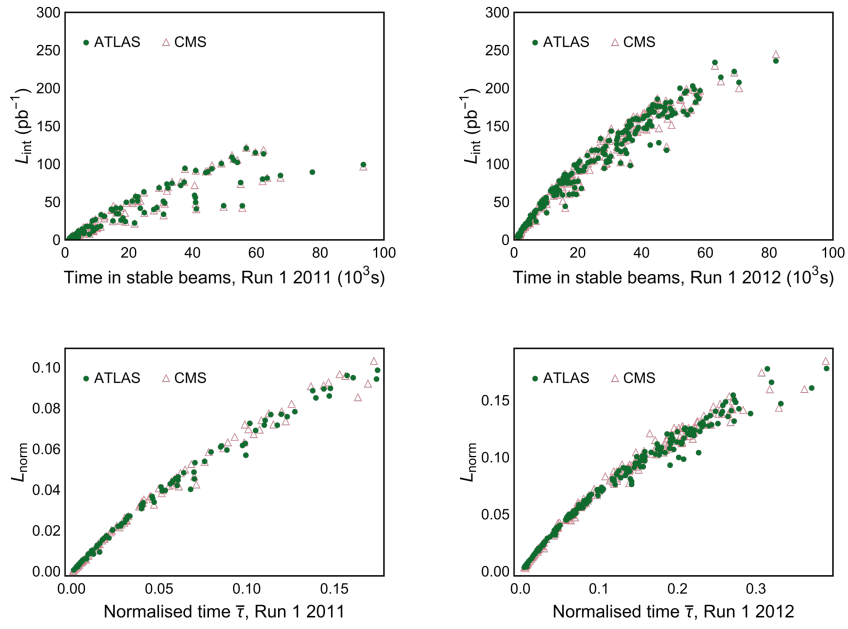 300
250
200
150
100
50
0
L_int (pb⁻¹)
ATLAS CMS
0 20 40 60 80 100
Time in stable beams, Run 1 2011 (10³s)
300
250
200
150
100
50
0
L_int (pb⁻¹)
ATLAS CMS
0 20 40 60 80 100
Time in stable beams, Run 1 2012 (10³s)
0.10
0.08
0.06
0.04
0.02
0.00
L_norm
ATLAS CMS
0.00 0.05 0.10 0.15
Normalised time τ̄, Run 1 2011
0.15
0.10
0.05
0.00
L_norm
ATLAS CMS
0.0 0.1 0.2 0.3
Normalised time τ̄, Run 1 2012